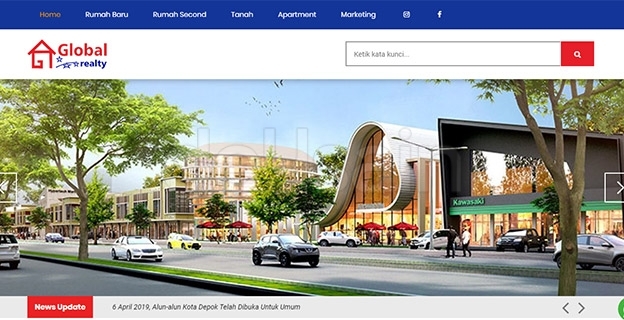 Home Rumah Baru Rumah Second Tanah Apartment Marketing
Global
realty
Ketik kata kunci...
Kawasaki
News Update 6 April 2019, Alun-alun Kota Depok Telah Dibuka Untuk Umum